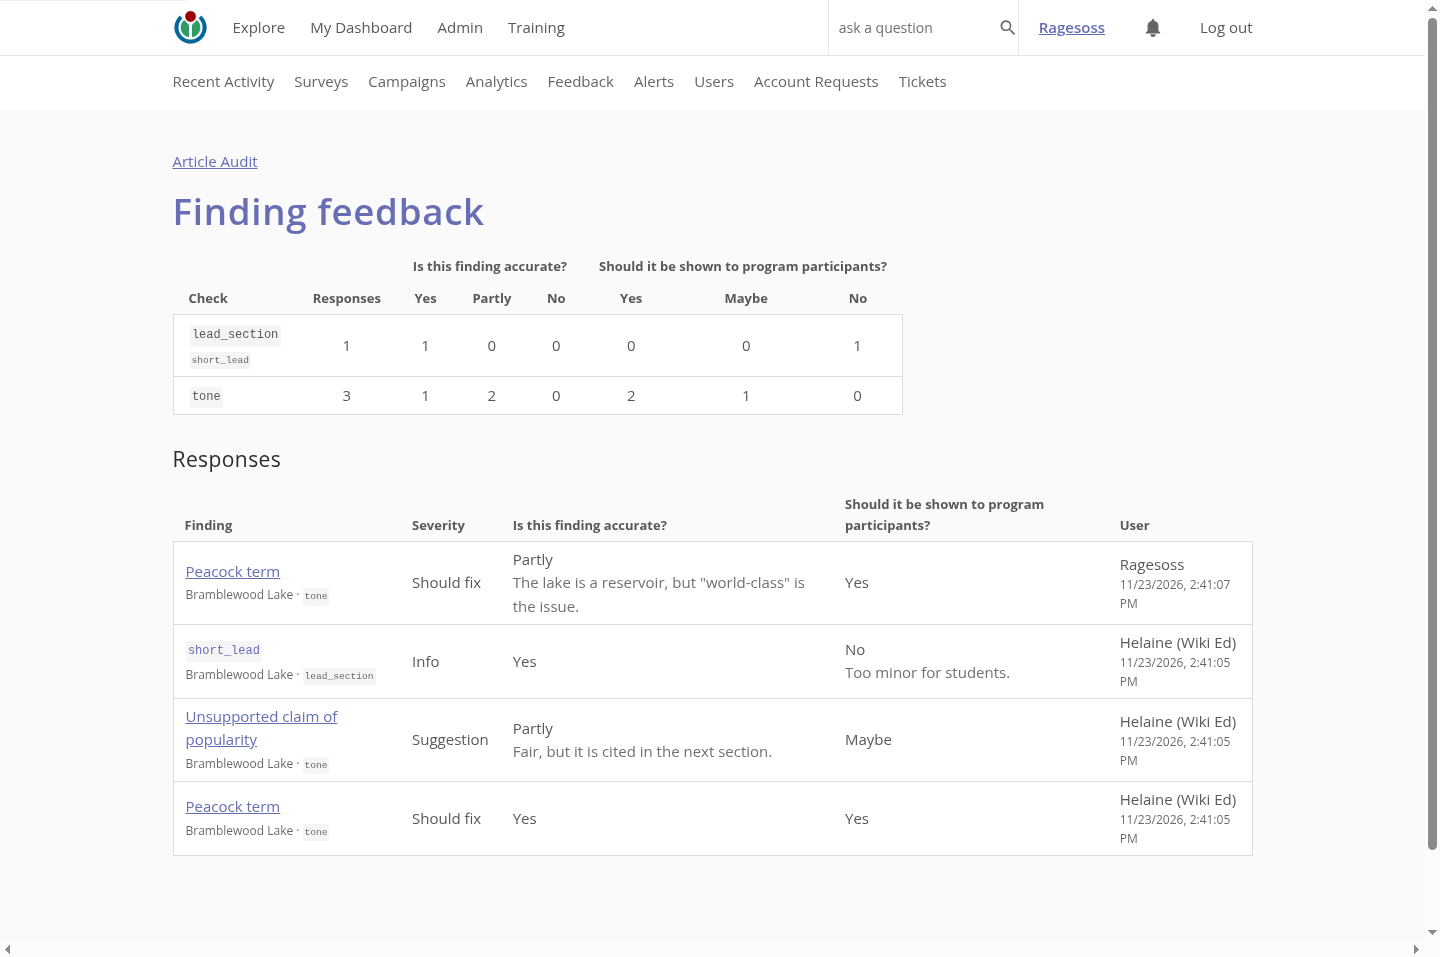 Explore My Dashboard Admin Training ask a question Ragesoss Log out
Recent Activity Surveys Campaigns Analytics Feedback Alerts Users Account Requests Tickets
Article Audit
Finding feedback
Is this finding accurate? Should it be shown to program participants?
Check Responses Yes Partly No Yes Maybe No
lead_section
short_lead
1 1 0 0 0 0 1
tone 3 1 2 0 2 1 0
Responses
Finding Severity Is this finding accurate? Should it be shown to program
participants? User
Peacock term
Bramblewood Lake · tone
Should fix
Partly
The lake is a reservoir, but "world-class" is
the issue.
Yes
Ragesoss
11/23/2026, 2:41:07
PM
short_lead
Bramblewood Lake · lead_section
Info
Yes
No
Too minor for students.
Helaine (Wiki Ed)
11/23/2026, 2:41:05
PM
Unsupported claim of
popularity
Bramblewood Lake · tone
Suggestion
Partly
Fair, but it is cited in the next section.
Maybe
Helaine (Wiki Ed)
11/23/2026, 2:41:05
PM
Peacock term
Bramblewood Lake · tone
Should fix
Yes
Yes
Helaine (Wiki Ed)
11/23/2026, 2:41:05
PM